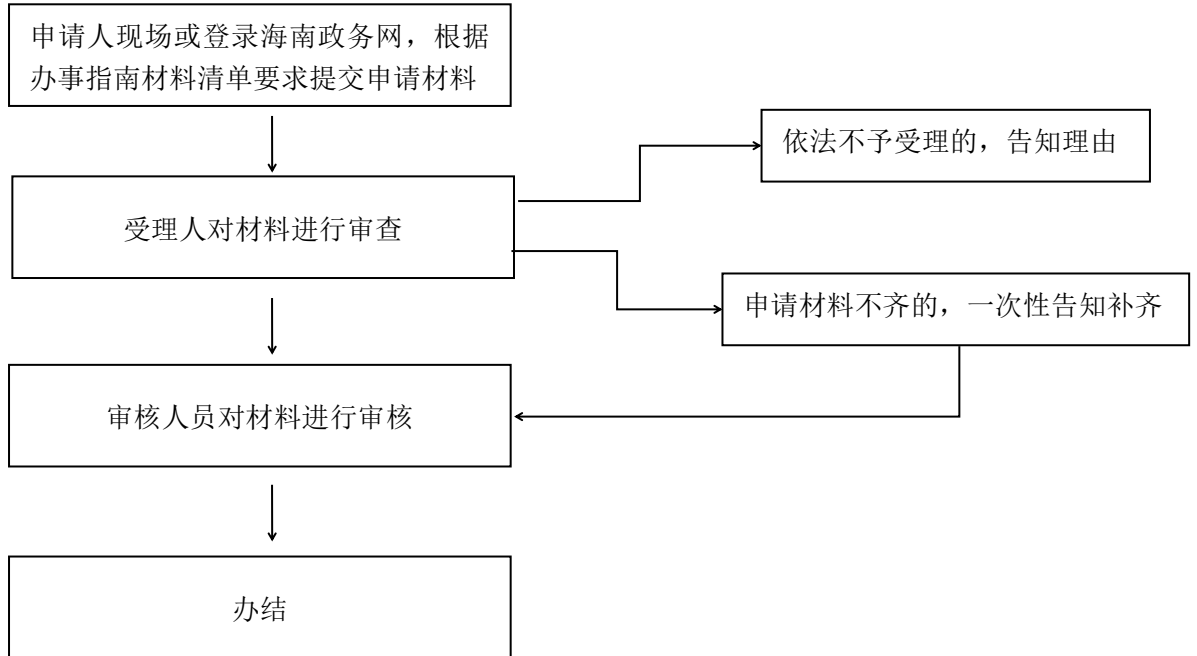 申请人现场或登录海南政务网，根据
办事指南材料清单要求提交申请材料
依法不予受理的，告知理由
受理人对材料进行审查
申请材料不齐的，一次性告知补齐
审核人员对材料进行审核
办结